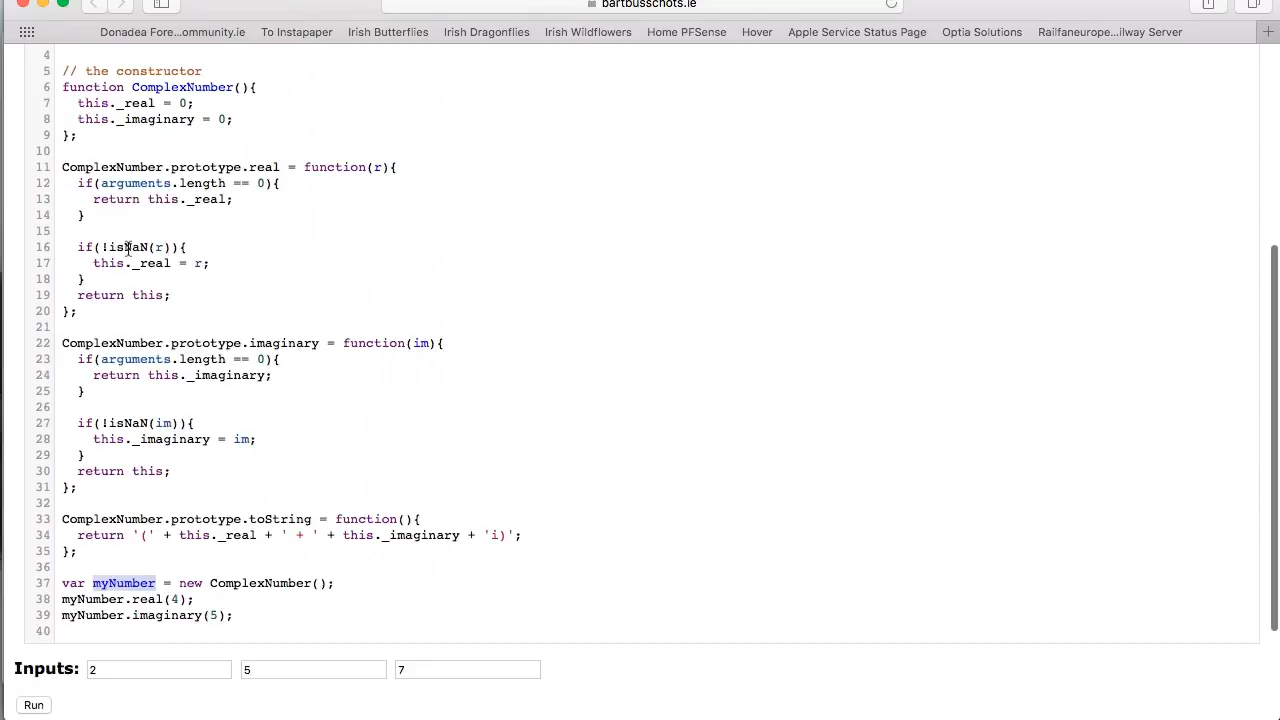 bartbusschots.ie
Donadea Fore...ommunity.ie To Instapaper Irish Butterflies Irish Dragonflies Irish Wildflowers Home PFSense Hover Apple Service Status Page Optia Solutions Railfaneurope...ilway Server
4
5 // the constructor
6 function ComplexNumber(){
7 this._real = 0;
8 this._imaginary = 0;
9 };
10
11 ComplexNumber.prototype.real = function(r){
12 if(arguments.length == 0){
13 return this._real;
14 }
15
16 if(!isNaN(r)){
17 this._real = r;
18 }
19 return this;
20 };
21
22 ComplexNumber.prototype.imaginary = function(im){
23 if(arguments.length == 0){
24 return this._imaginary;
25 }
26
27 if(!isNaN(im)){
28 this._imaginary = im;
29 }
30 return this;
31 };
32
33 ComplexNumber.prototype.toString = function(){
34 return '(' + this._real + ' + ' + this._imaginary + 'i)';
35 };
36
37 var myNumber = new ComplexNumber();
38 myNumber.real(4);
39 myNumber.imaginary(5);
40
Inputs: 2 5 7
Run